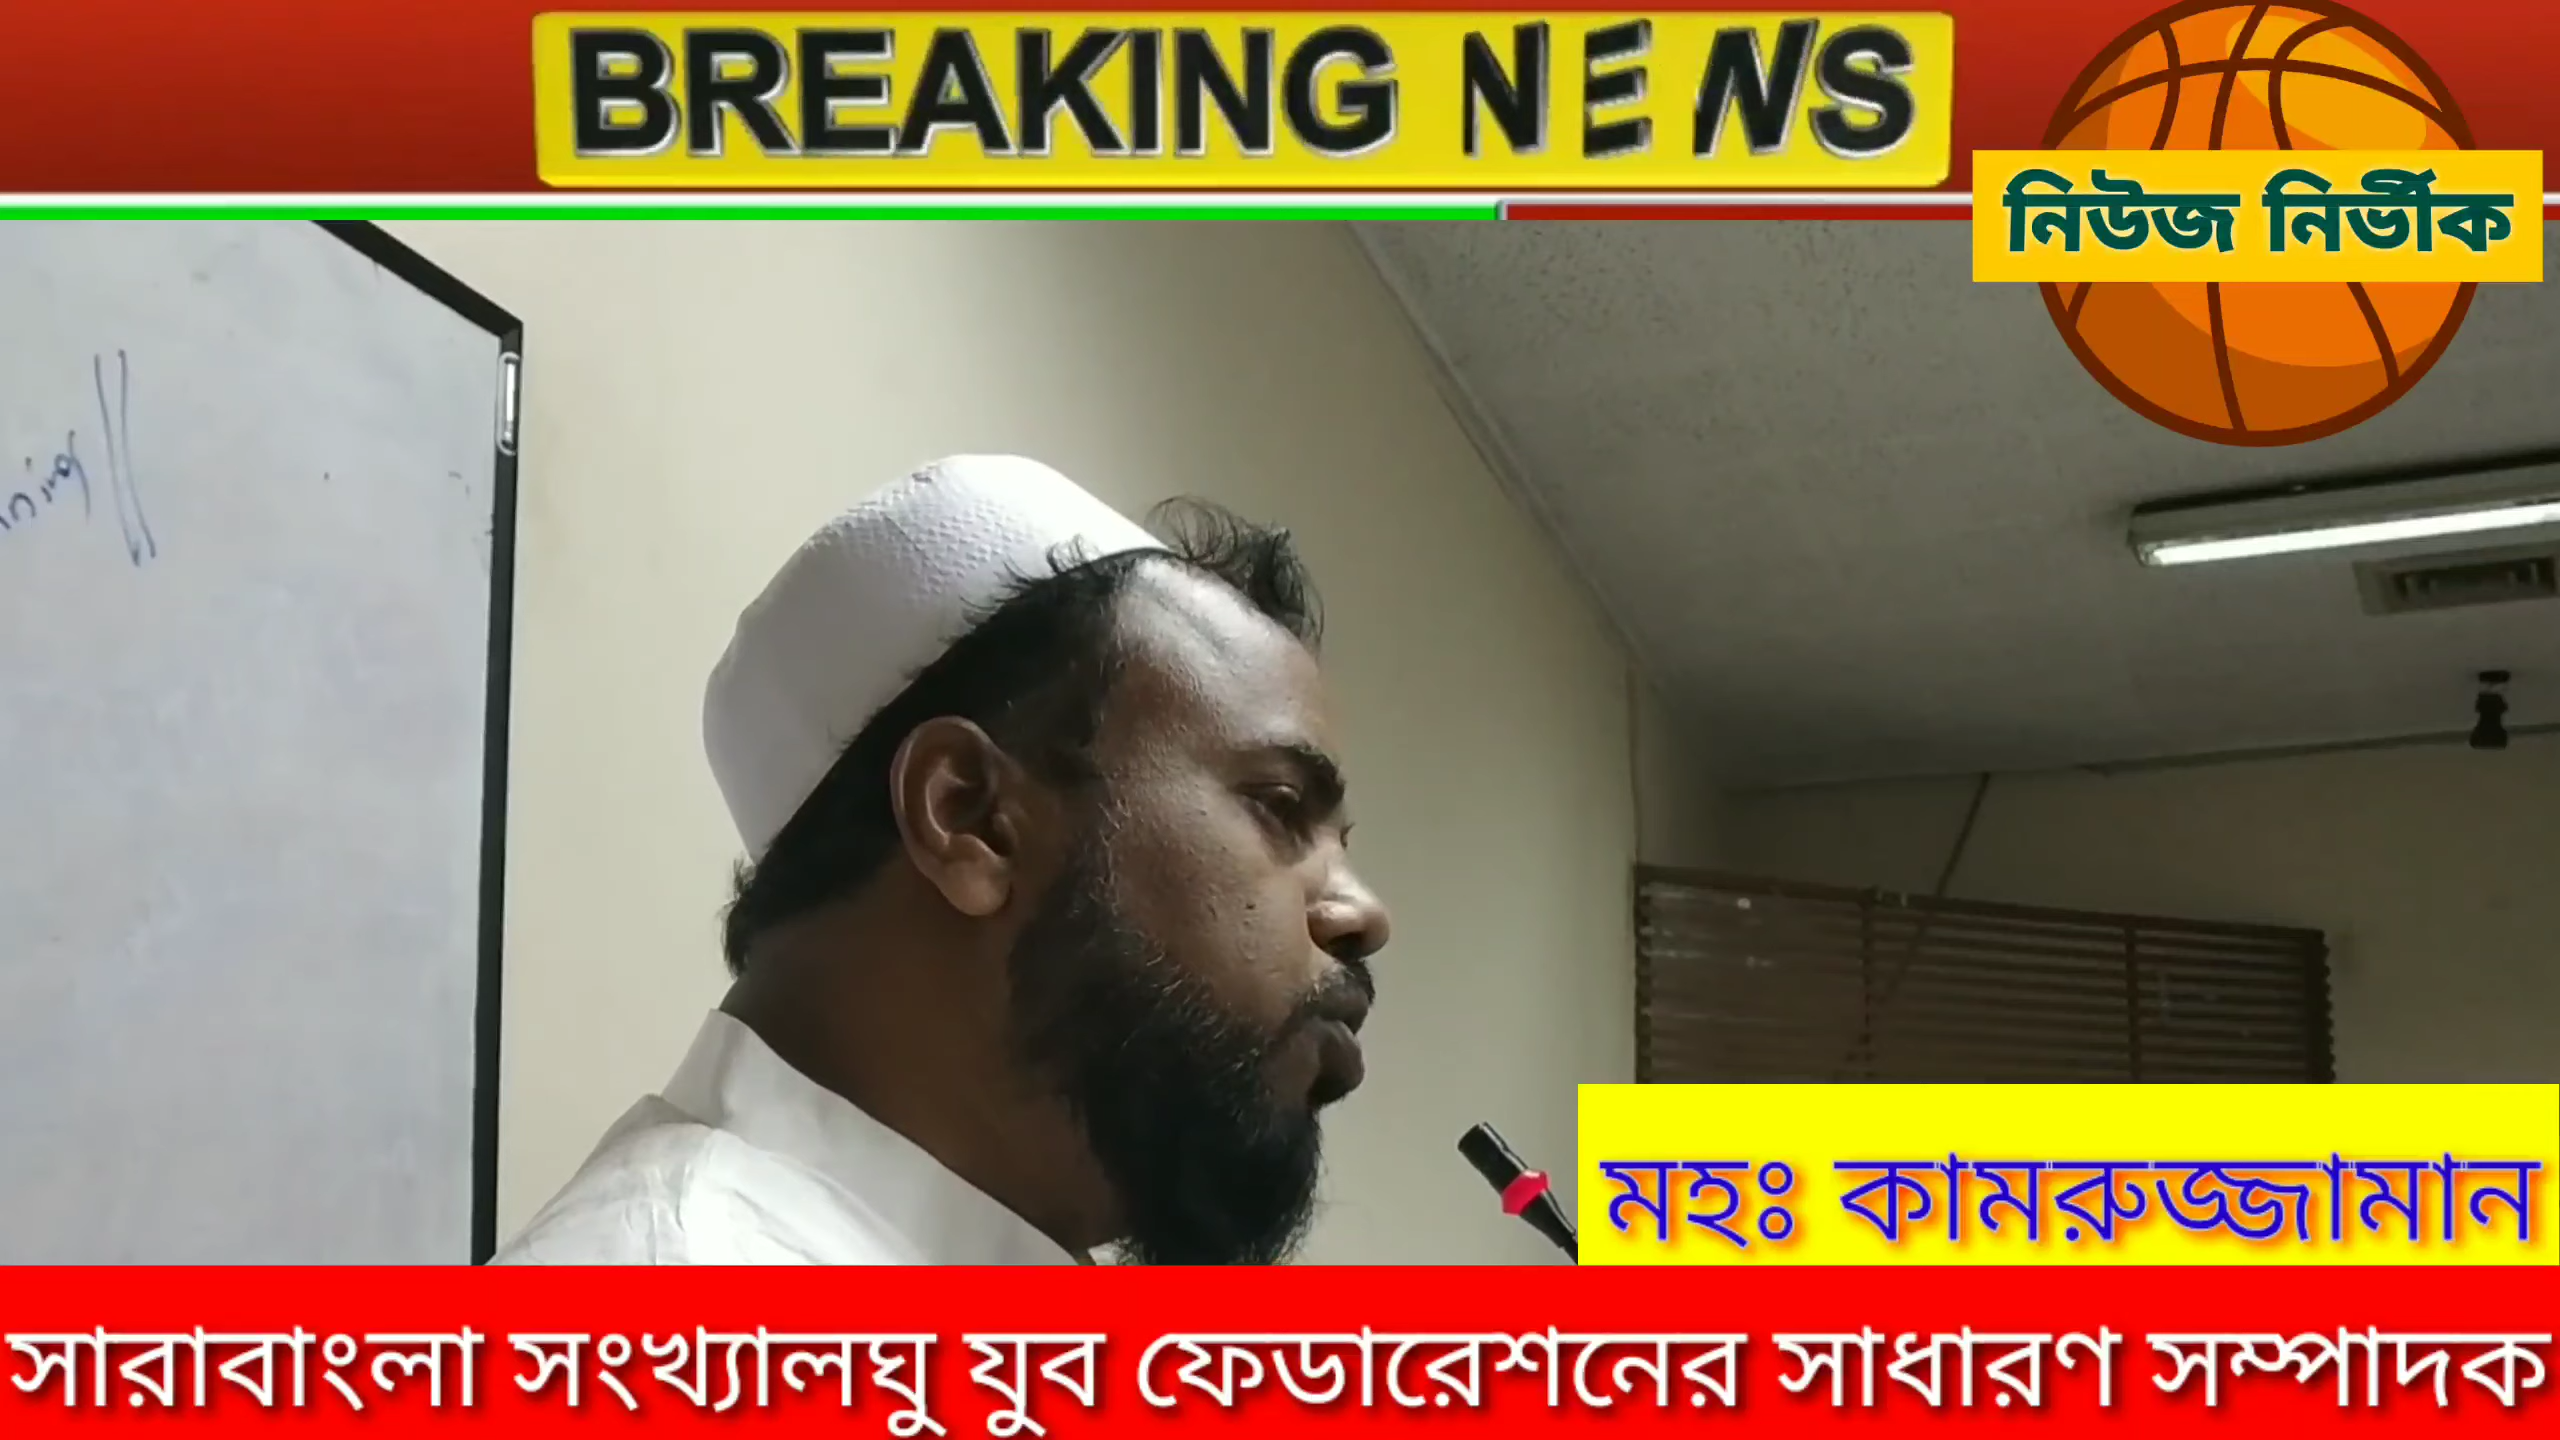 BREAKING NEWS
নিউজ নির্ভীক
মহঃ কামরুজ্জামান
সারাবাংলা সংখ্যালঘু যুব ফেডারেশনের সাধারণ সম্পাদক